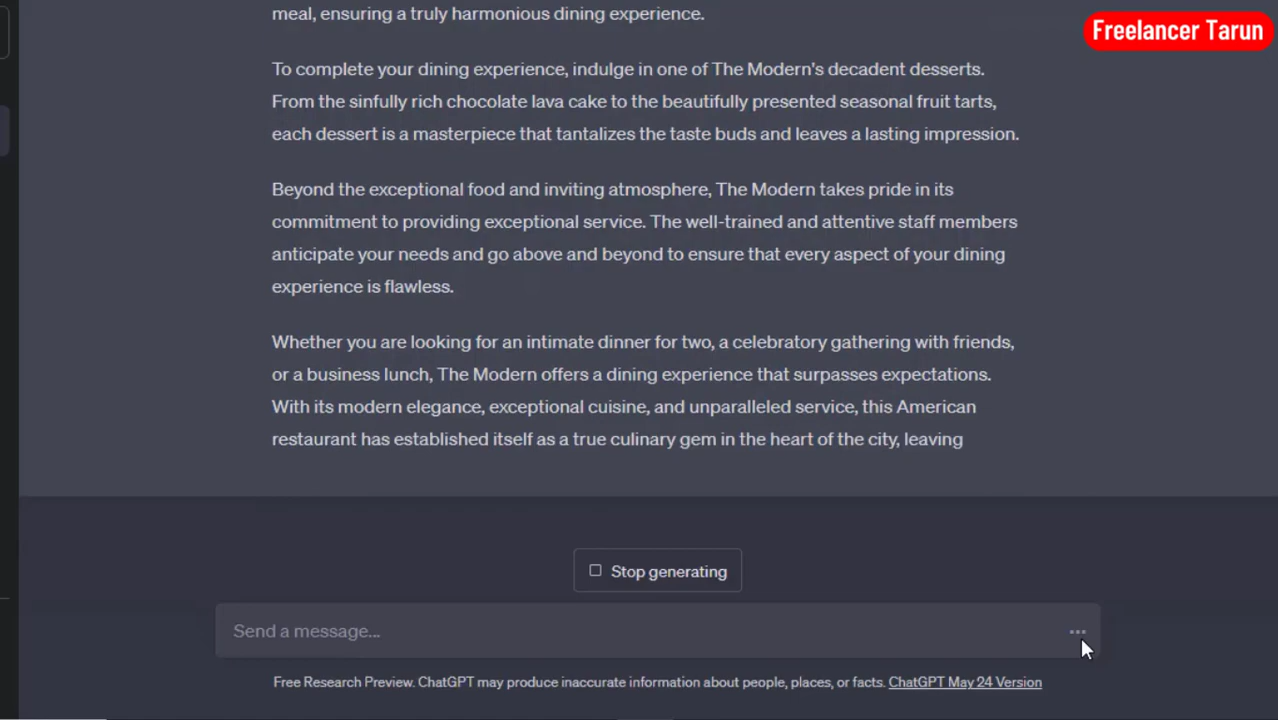 meal, ensuring a truly harmonious dining experience.
Freelancer Tarun
To complete your dining experience, indulge in one of The Modern's decadent desserts.
From the sinfully rich chocolate lava cake to the beautifully presented seasonal fruit tarts,
each dessert is a masterpiece that tantalizes the taste buds and leaves a lasting impression.
Beyond the exceptional food and inviting atmosphere, The Modern takes pride in its
commitment to providing exceptional service. The well-trained and attentive staff members
anticipate your needs and go above and beyond to ensure that every aspect of your dining
experience is flawless.
Whether you are looking for an intimate dinner for two, a celebratory gathering with friends,
or a business lunch, The Modern offers a dining experience that surpasses expectations.
With its modern elegance, exceptional cuisine, and unparalleled service, this American
restaurant has established itself as a true culinary gem in the heart of the city, leaving
Stop generating
Send a message...
Free Research Preview. ChatGPT may produce inaccurate information about people, places, or facts. ChatGPT May 24 Version